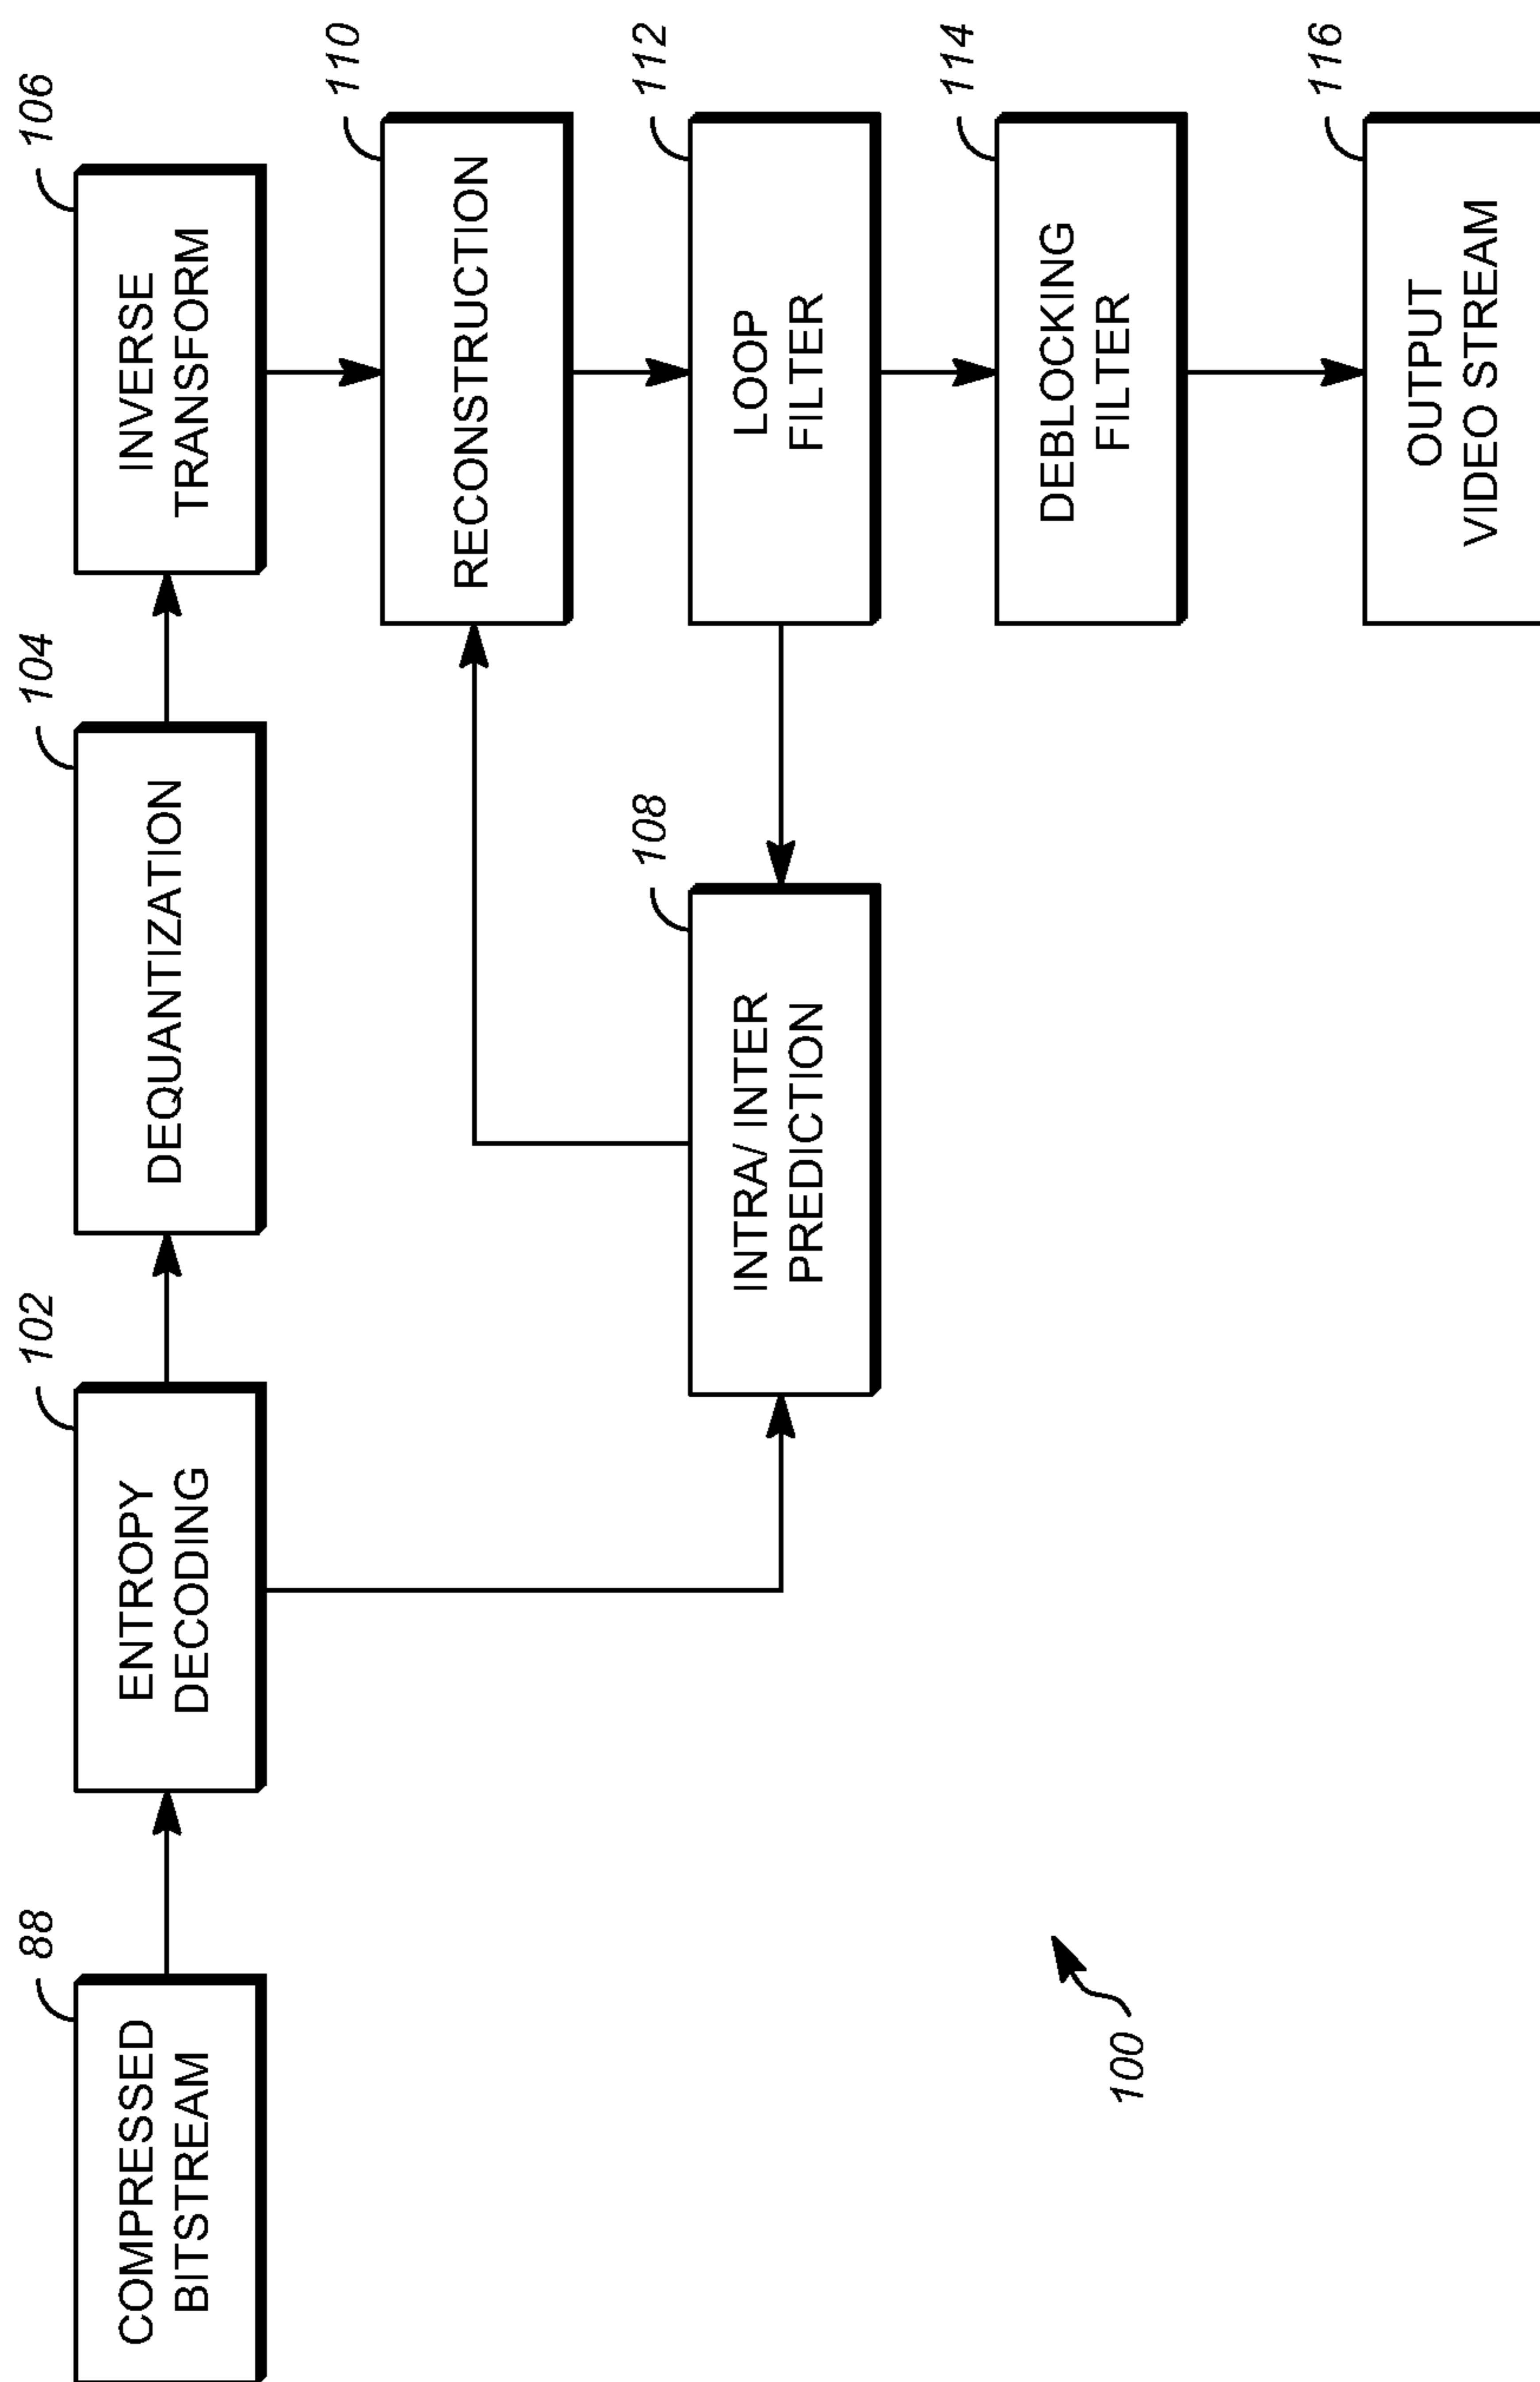 88
COMPRESSED
BITSTREAM
102
ENTROPY
DECODING
104
DEQUANTIZATION
106
INVERSE
TRANSFORM
110
RECONSTRUCTION
108
INTRA/ INTER
PREDICTION
112
LOOP
FILTER
114
DEBLOCKING
FILTER
100
116
OUTPUT
VIDEO STREAM